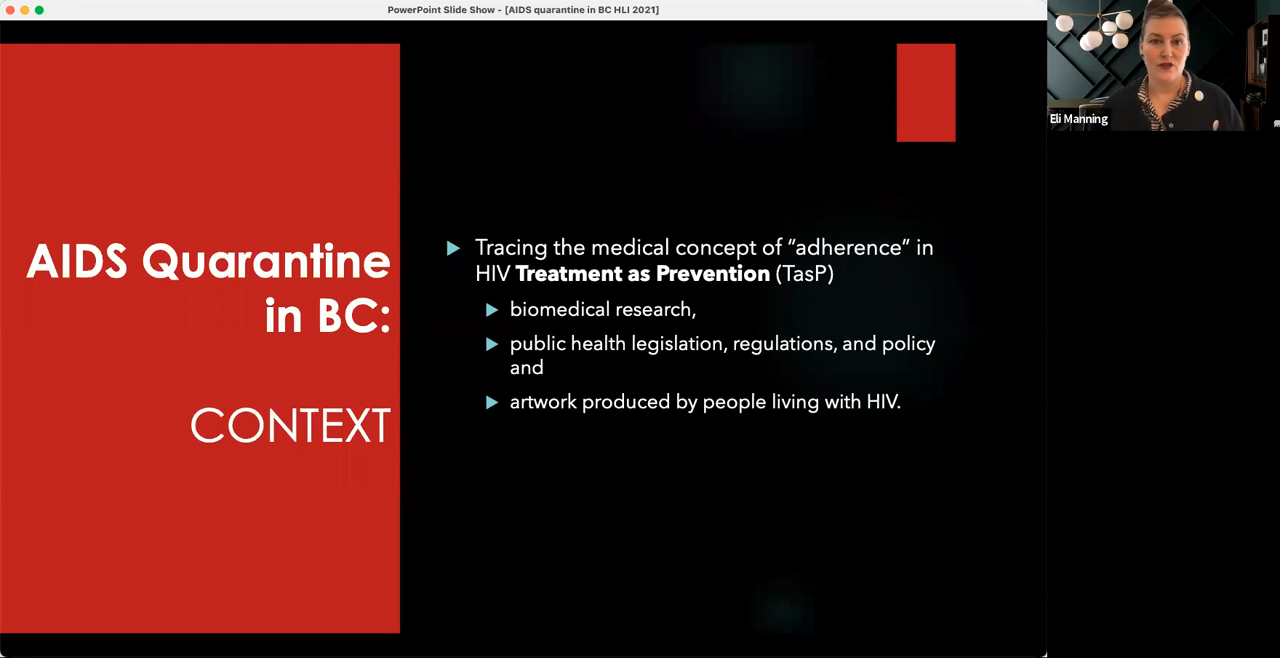 PowerPoint Slide Show - [AIDS quarantine in BC HLI 2021]
AIDS Quarantine
in BC:
CONTEXT
Tracing the medical concept of “adherence” in
HIV Treatment as Prevention (TasP)
biomedical research,
public health legislation, regulations, and policy
and
artwork produced by people living with HIV.
Eli Manning